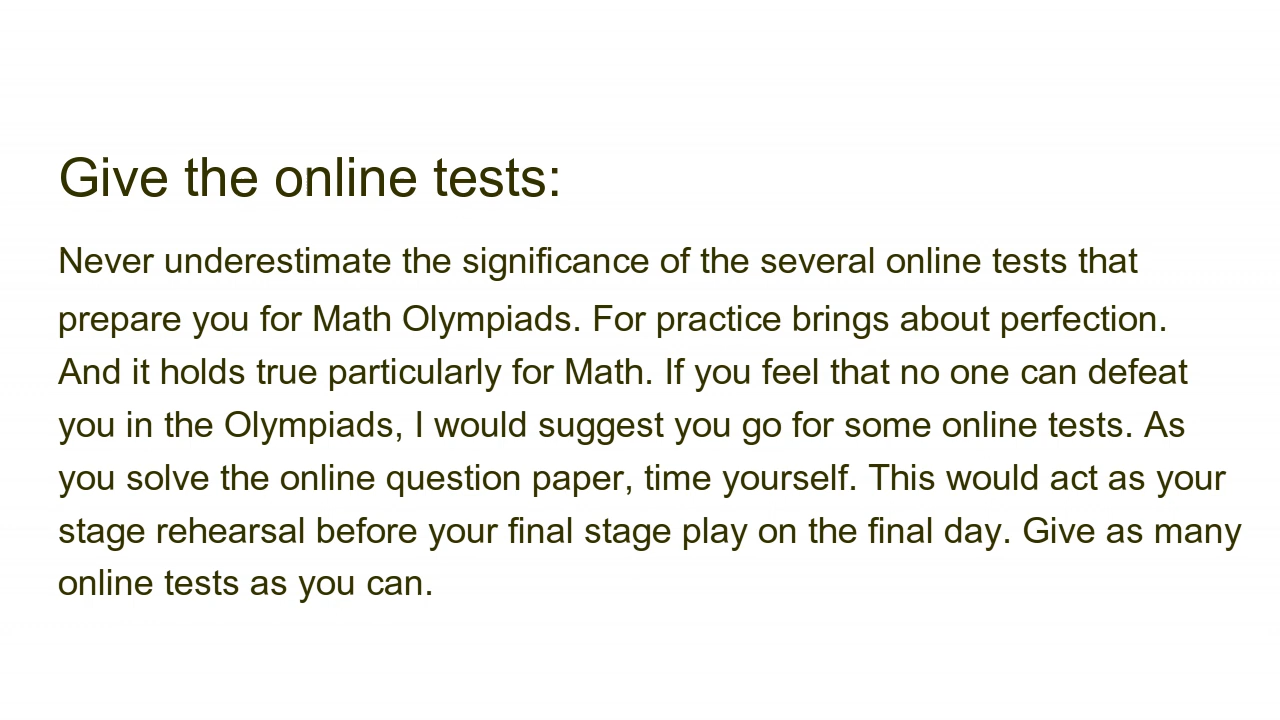 Give the online tests:
Never underestimate the significance of the several online tests that
prepare you for Math Olympiads. For practice brings about perfection.
And it holds true particularly for Math. If you feel that no one can defeat
you in the Olympiads, I would suggest you go for some online tests. As
you solve the online question paper, time yourself. This would act as your
stage rehearsal before your final stage play on the final day. Give as many
online tests as you can.